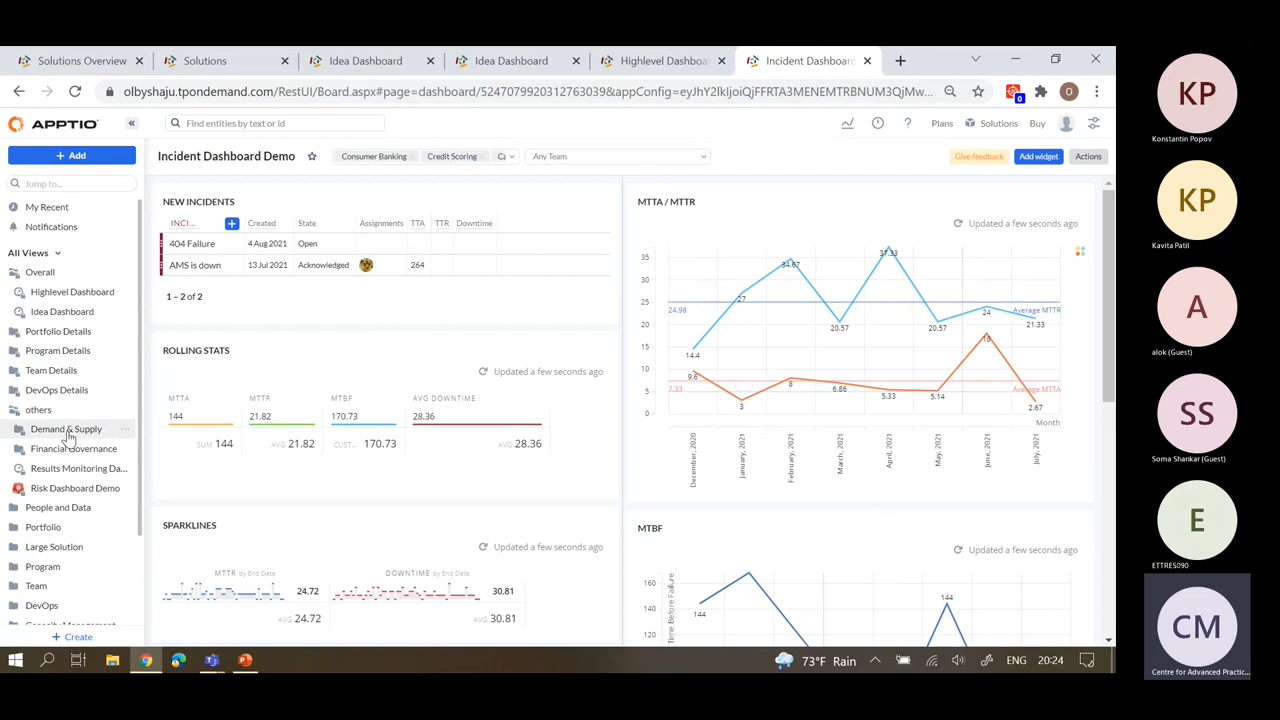 Solutions Overview
Solutions
Idea Dashboard
Idea Dashboard
Highlevel Dashboa
Incident Dashboard
olbyshaju.tpondemand.com/RestUI/Board.aspx#page=dashboard/5247079920312763039&appConfig=eyJhY2lkIjoiQjFFRTA3MENEMTRBNUM3QjMw...
0
O
APPTIO
Find entities by text or id
Plans
Solutions
Buy
+ Add
Incident Dashboard Demo
Consumer Banking
Credit Scoring
Any Team
Give feedback
Add widget
Actions
Jump to...
My Recent
Notifications
All Views
Overall
Highlevel Dashboard
Idea Dashboard
Portfolio Details
Program Details
Team Details
DevOps Details
others
Demand & Supply
Financial Governance
Results Monitoring Da...
Risk Dashboard Demo
People and Data
Portfolio
Large Solution
Program
Team
DevOps
+ Create
NEW INCIDENTS
INCI... + Created State Assignments TTA TTR Downtime
404 Failure 4 Aug 2021 Open
AMS is down 13 Jul 2021 Acknowledged 264
1 – 2 of 2
ROLLING STATS
Updated a few seconds ago
MTTA MTTR MTBF AVG DOWNTIME
144 21.82 170.73 28.36
SUM 144 AVG 21.82 CUST... 170.73 AVG 28.36
SPARKLINES
Updated a few seconds ago
MTTR by End Date DOWNTIME by End Date
24.72 30.81
AVG 24.72 AVG 30.81
MTTA / MTTR
Updated a few seconds ago
35
30
25
20
15
10
5
0
14.4
27
34.67
20.57
37.33
20.57
24
21.33
24.98
Average MTTR
9.6
3
8
6.86
5.33
5.14
18
2.67
7.33
Average MTTA
Month
December, 2020
January, 2021
February, 2021
March, 2021
April, 2021
May, 2021
June, 2021
July, 2021
MTBF
Updated a few seconds ago
Time Before Failure
160
140
120
144
144
73°F Rain
ENG
20:24
KP
Konstantin Popov
KP
Kavita Patil
A
alok (Guest)
SS
Soma Shankar (Guest)
E
ETTRES090
CM
Centre for Advanced Practic...